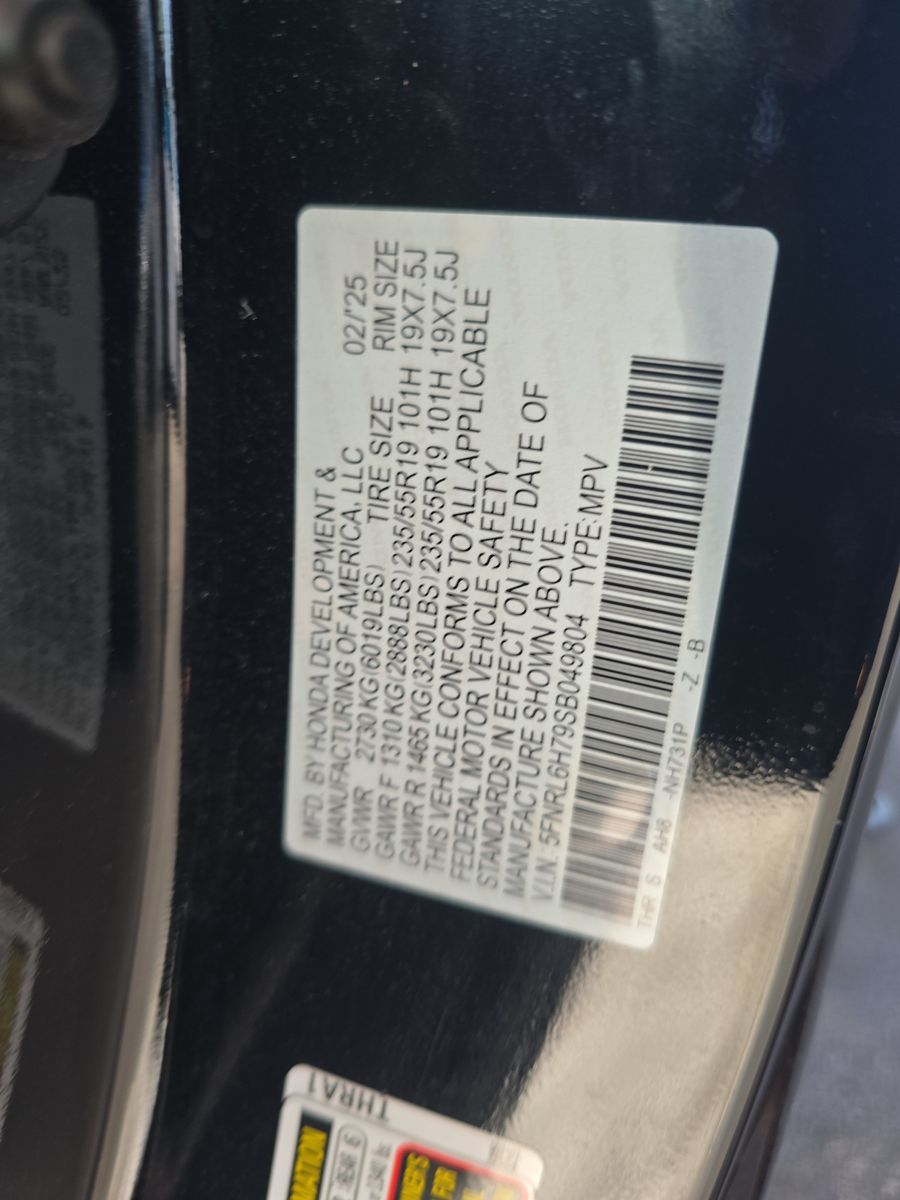 MFD. BY HONDA DEVELOPMENT &
MANUFACTURING OF AMERICA, LLC 02/'25
GVWR 2730 KG(6019LBS) TIRE SIZE RIM SIZE
GAWR F 1310 KG(2888LBS) 235/55R19 101H 19X7.5J
GAWR R 1465 KG(3230LBS) 235/55R19 101H 19X7.5J
THIS VEHICLE CONFORMS TO ALL APPLICABLE
FEDERAL MOTOR VEHICLE SAFETY
STANDARDS IN EFFECT ON THE DATE OF
MANUFACTURE SHOWN ABOVE.
V.I.N. 5FNRL6H79SB049804 TYPE:MPV
THR S AH8 -NH731P -Z -B
THRA1
REAR
FOR